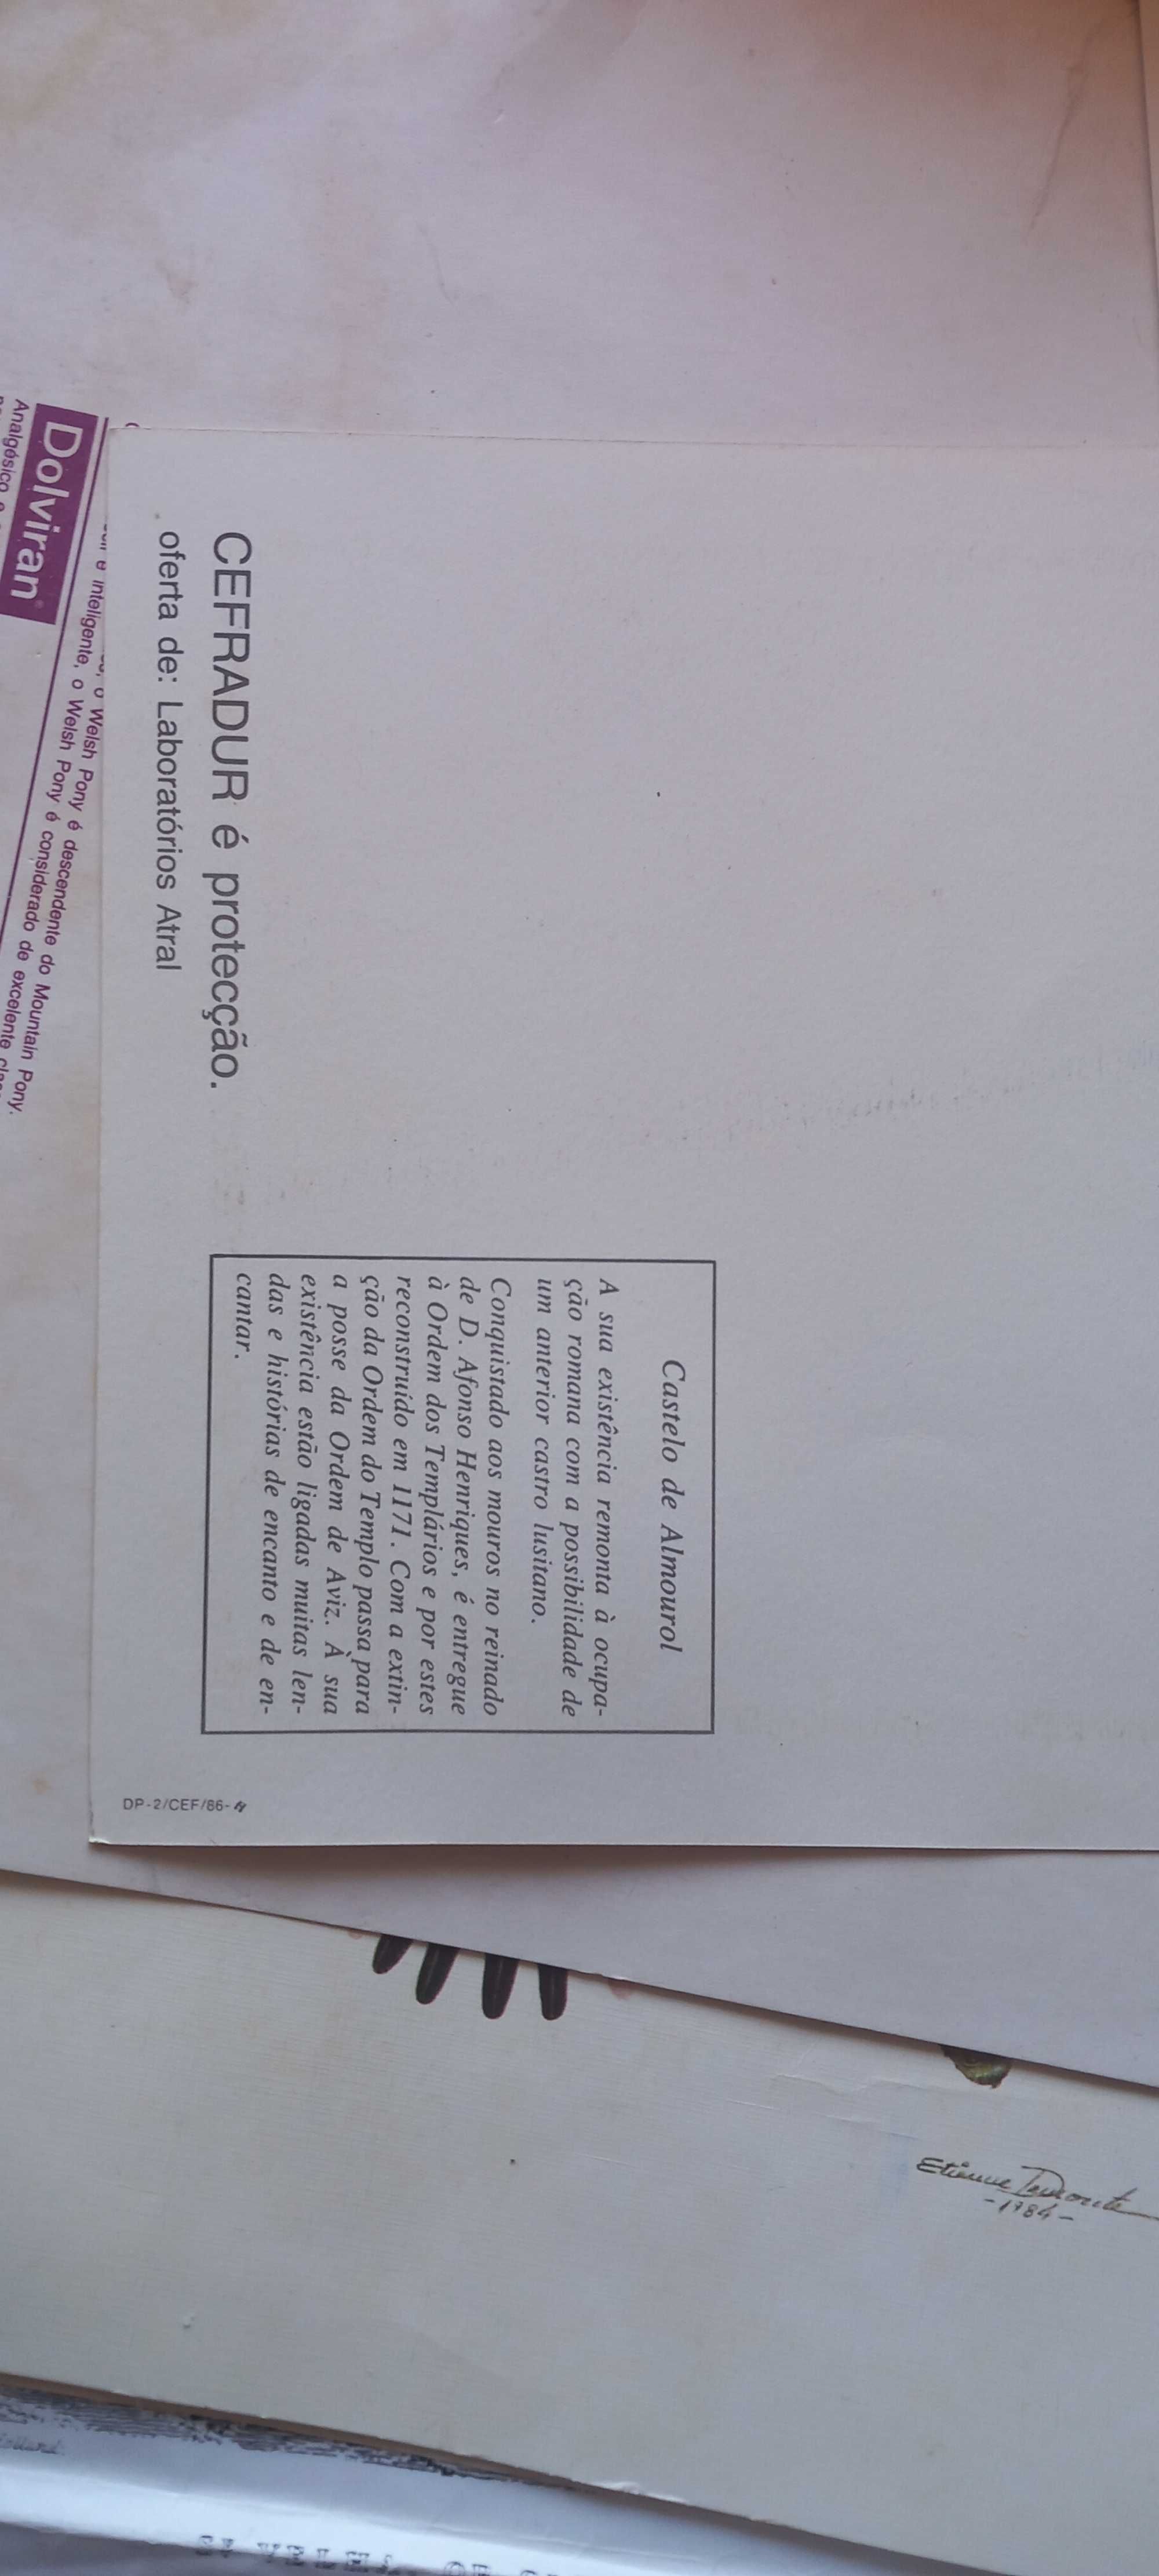 Castelo de Almourol
A sua existência remonta à ocupa-
ção romana com a possibilidade de
um anterior castro lusitano.
Conquistado aos mouros no reinado
de D. Afonso Henriques, é entregue
à Ordem dos Templários e por estes
reconstruído em 1171. Com a extin-
ção da Ordem do Templo passa para
a posse da Ordem de Aviz. À sua
existência estão ligadas muitas len-
das e histórias de encanto e de en-
cantar.
CEFRADUR é protecção.
oferta de: Laboratórios Atral
DP-2/CEF/86-
o Welsh Pony é descendente do Mountain Pony.
e inteligente, o Welsh Pony é considerado de excelente
Dolviran
Analgésico
Etienne
-1984-